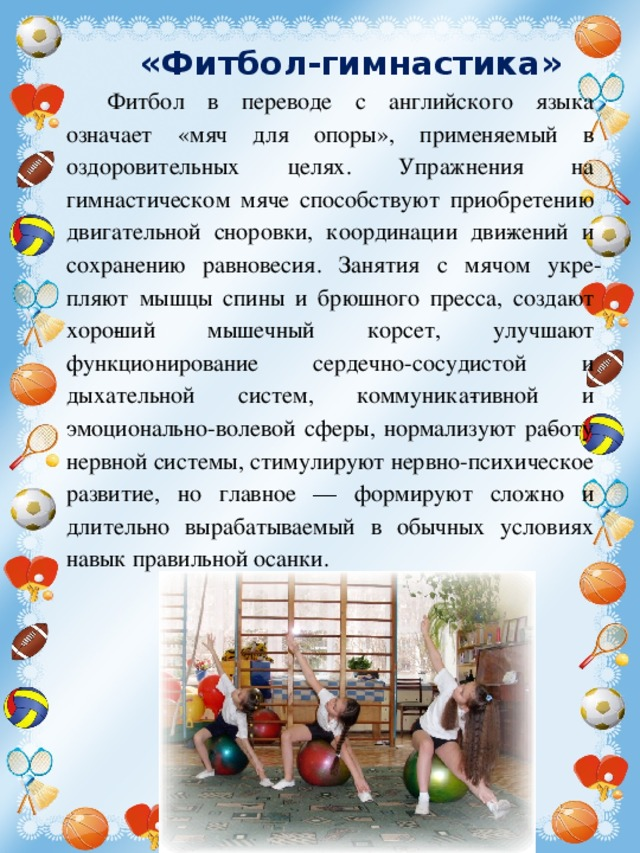 «Фитбол-гимнастика»
Фитбол в переводе с английского языка
означает «мяч для опоры», применяемый в
оздоровительных целях. Упражнения на
гимнастическом мяче способствуют приобретению
двигательной сноровки, координации движений и
сохранению равновесия. Занятия с мячом укре-
пляют мышцы спины и брюшного пресса, создают
хороший мышечный корсет, улучшают
функционирование сердечно-сосудистой и
дыхательной систем, коммуникативной и
эмоционально-волевой сферы, нормализуют работу
нервной системы, стимулируют нервно-психическое
развитие, но главное — формируют сложно и
длительно вырабатываемый в обычных условиях
навык правильной осанки.